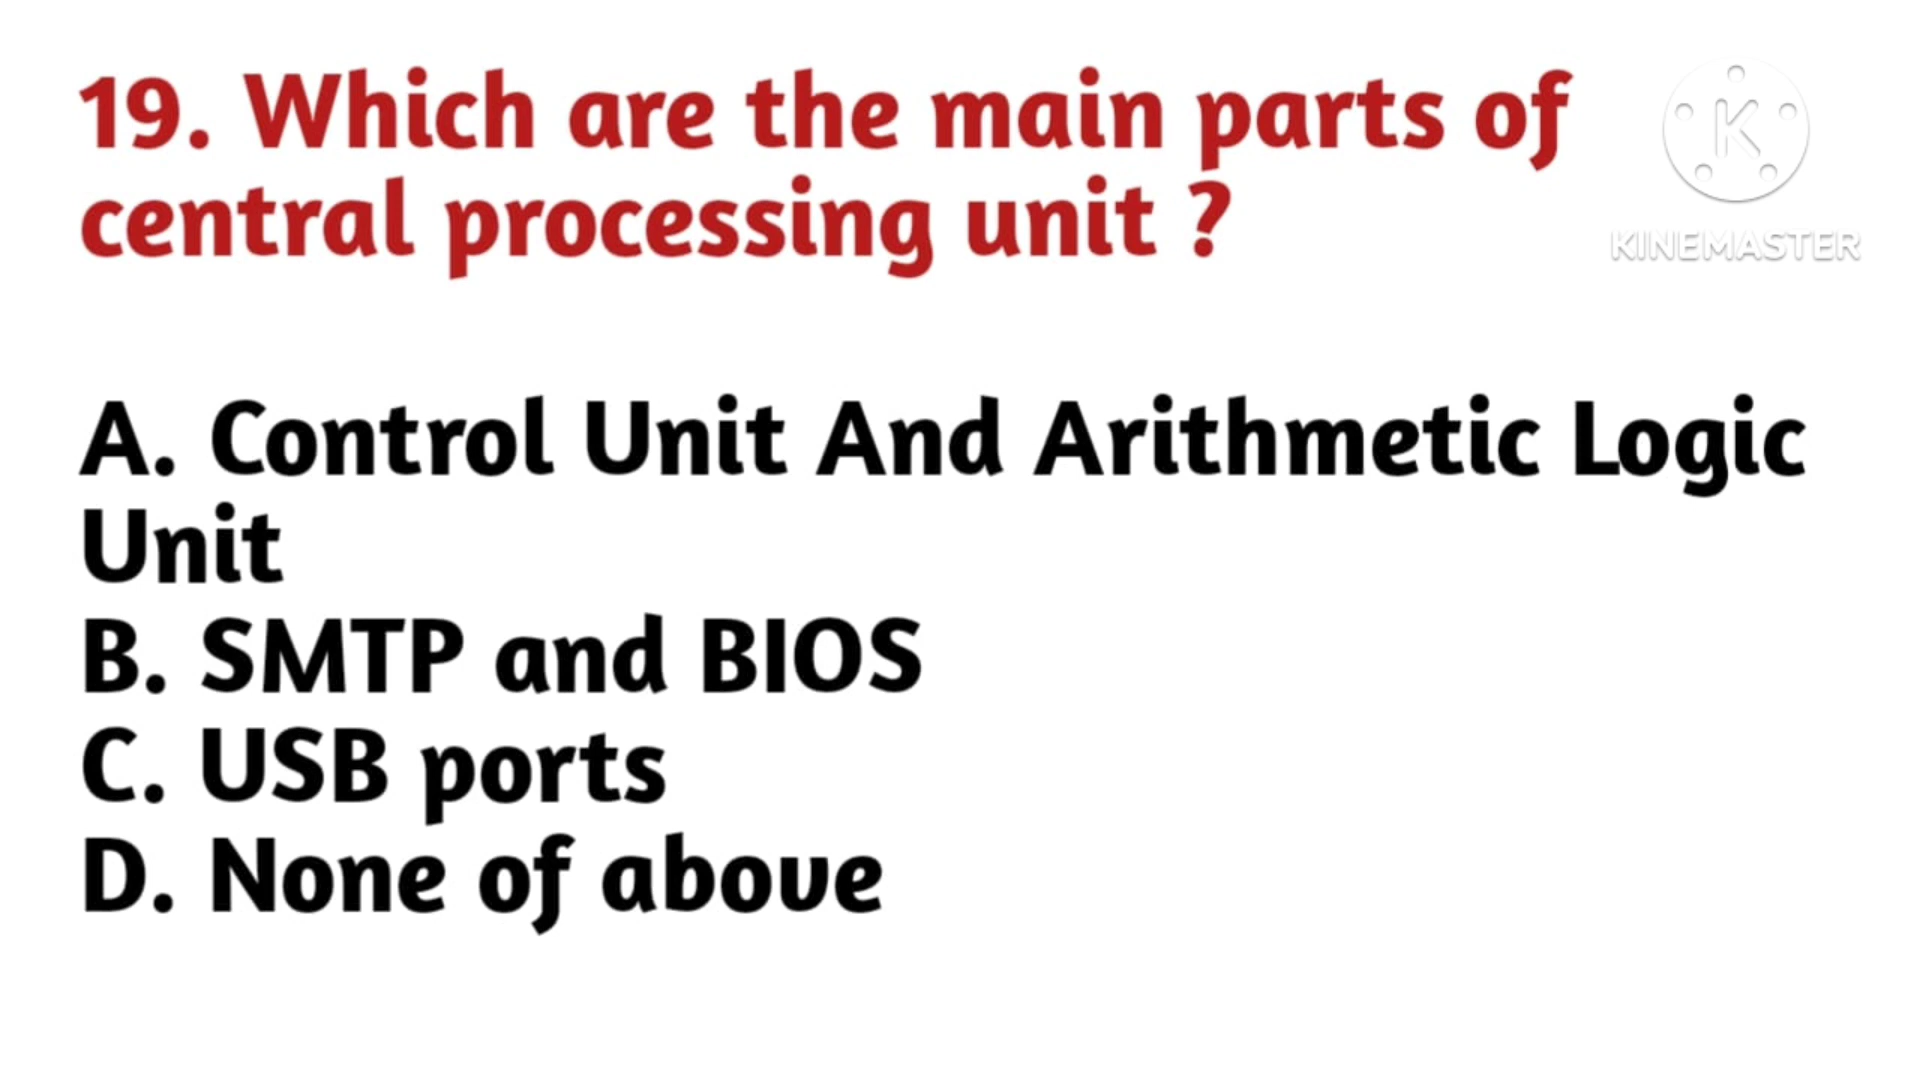 19. Which are the main parts of
central processing unit ?
K
KINEMASTER
A. Control Unit And Arithmetic Logic
Unit
B. SMTP and BIOS
C. USB ports
D. None of above